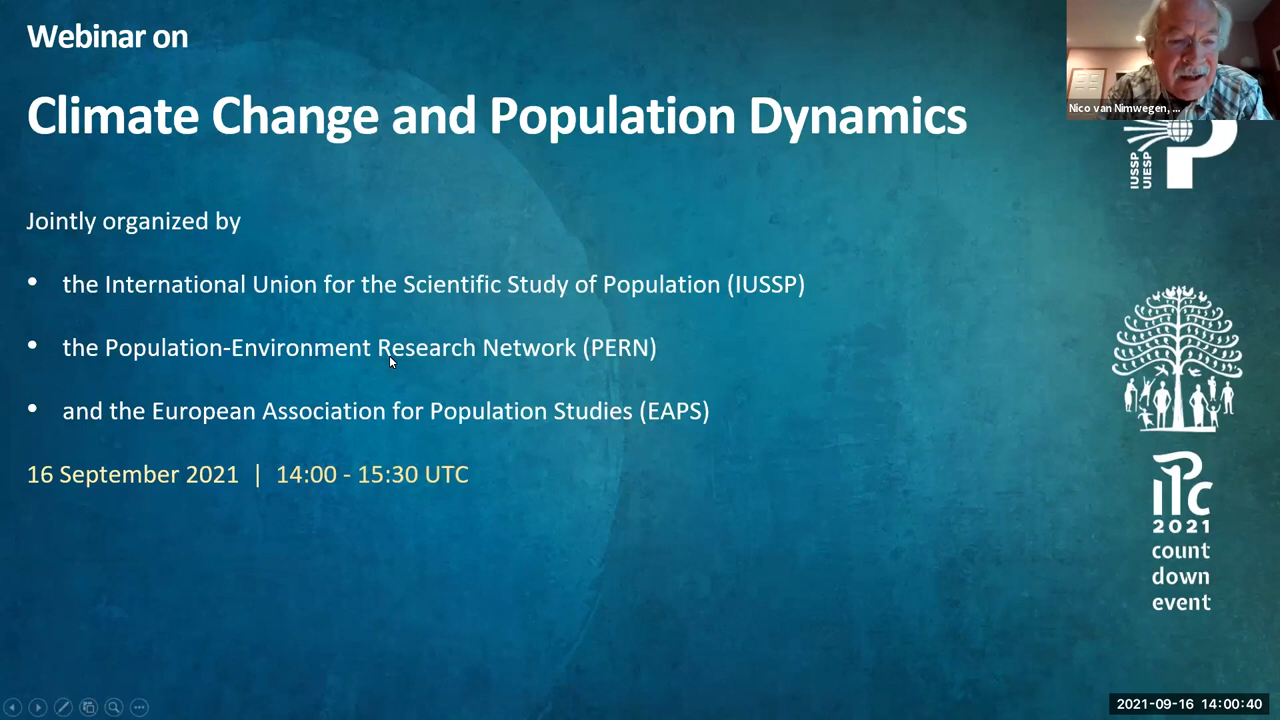 Webinar on
Climate Change and Population Dynamics
Nico van Nimwegen, ...
IUSSP
UIESP
Jointly organized by
• the International Union for the Scientific Study of Population (IUSSP)
• the Population-Environment Research Network (PERN)
• and the European Association for Population Studies (EAPS)
16 September 2021 | 14:00 - 15:30 UTC
IPC
2021
count
down
event
2021-09-16 14:00:40